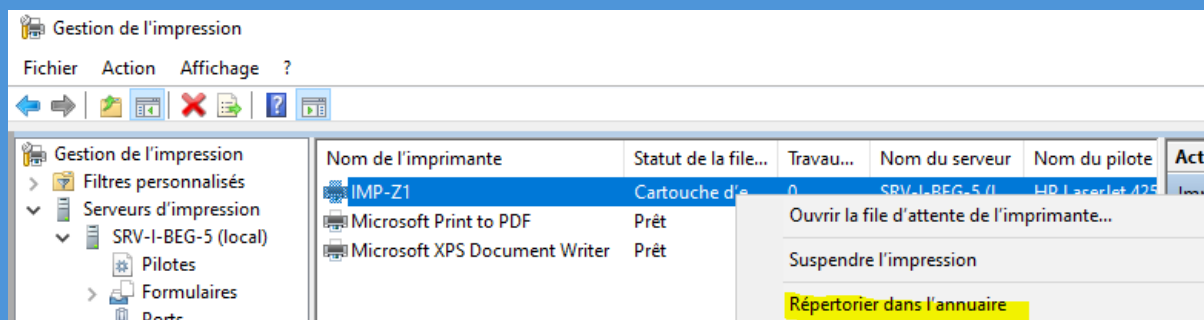 Gestion de l'impression
Fichier Action Affichage ?
Gestion de l'impression
Filtres personnalisés
Serveurs d'impression
SRV-I-BEG-5 (local)
Pilotes
Formulaires
Ports
Nom de l'imprimante Statut de la file... Travau... Nom du serveur Nom du pilote Act
IMP-Z1 Cartouche d'e... 0 SRV-I-BEG-5 (l... HP LaserJet 425
Microsoft Print to PDF Prêt
Microsoft XPS Document Writer Prêt
Ouvrir la file d'attente de l'imprimante...
Suspendre l'impression
Répertorier dans l'annuaire